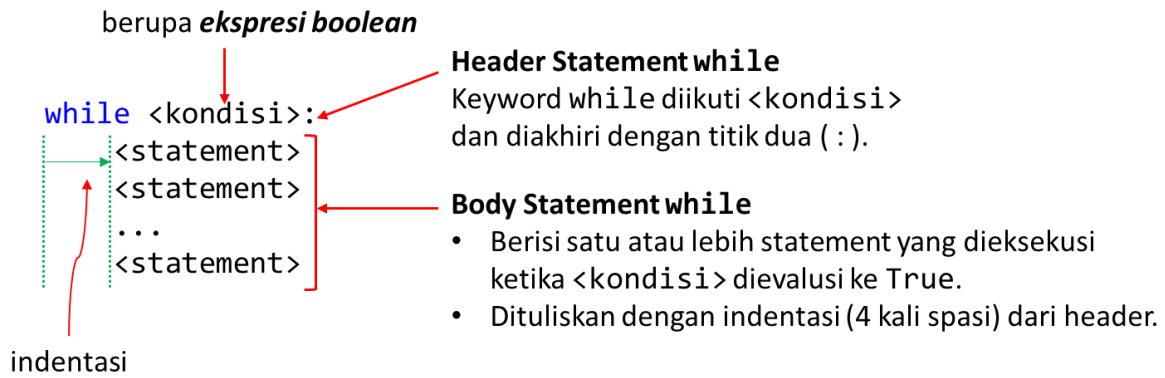 berupa ekspresi boolean
while <kondisi>:
<statement>
<statement>
...
<statement>
indentasi
Header Statement while
Keyword while diikuti <kondisi>
dan diakhiri dengan titik dua ( : ).
Body Statement while
• Berisi satu atau lebih statement yang dieksekusi
ketika <kondisi> dievalusi ke True.
• Dituliskan dengan indentasi (4 kali spasi) dari header.